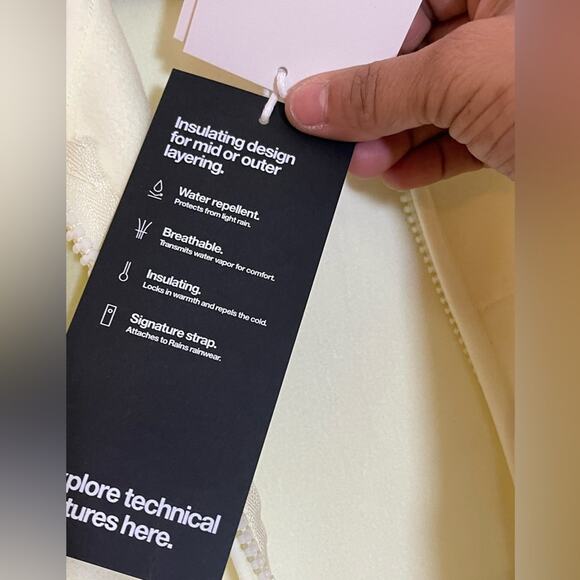 Insulating design
for mid or outer
layering.
Water repellent.
Protects from light rain.
Breathable.
Transmits water vapor for comfort.
Insulating.
Locks in warmth and repels the cold.
Signature strap.
Attaches to Rains rainwear.
xplore technical
tures here.